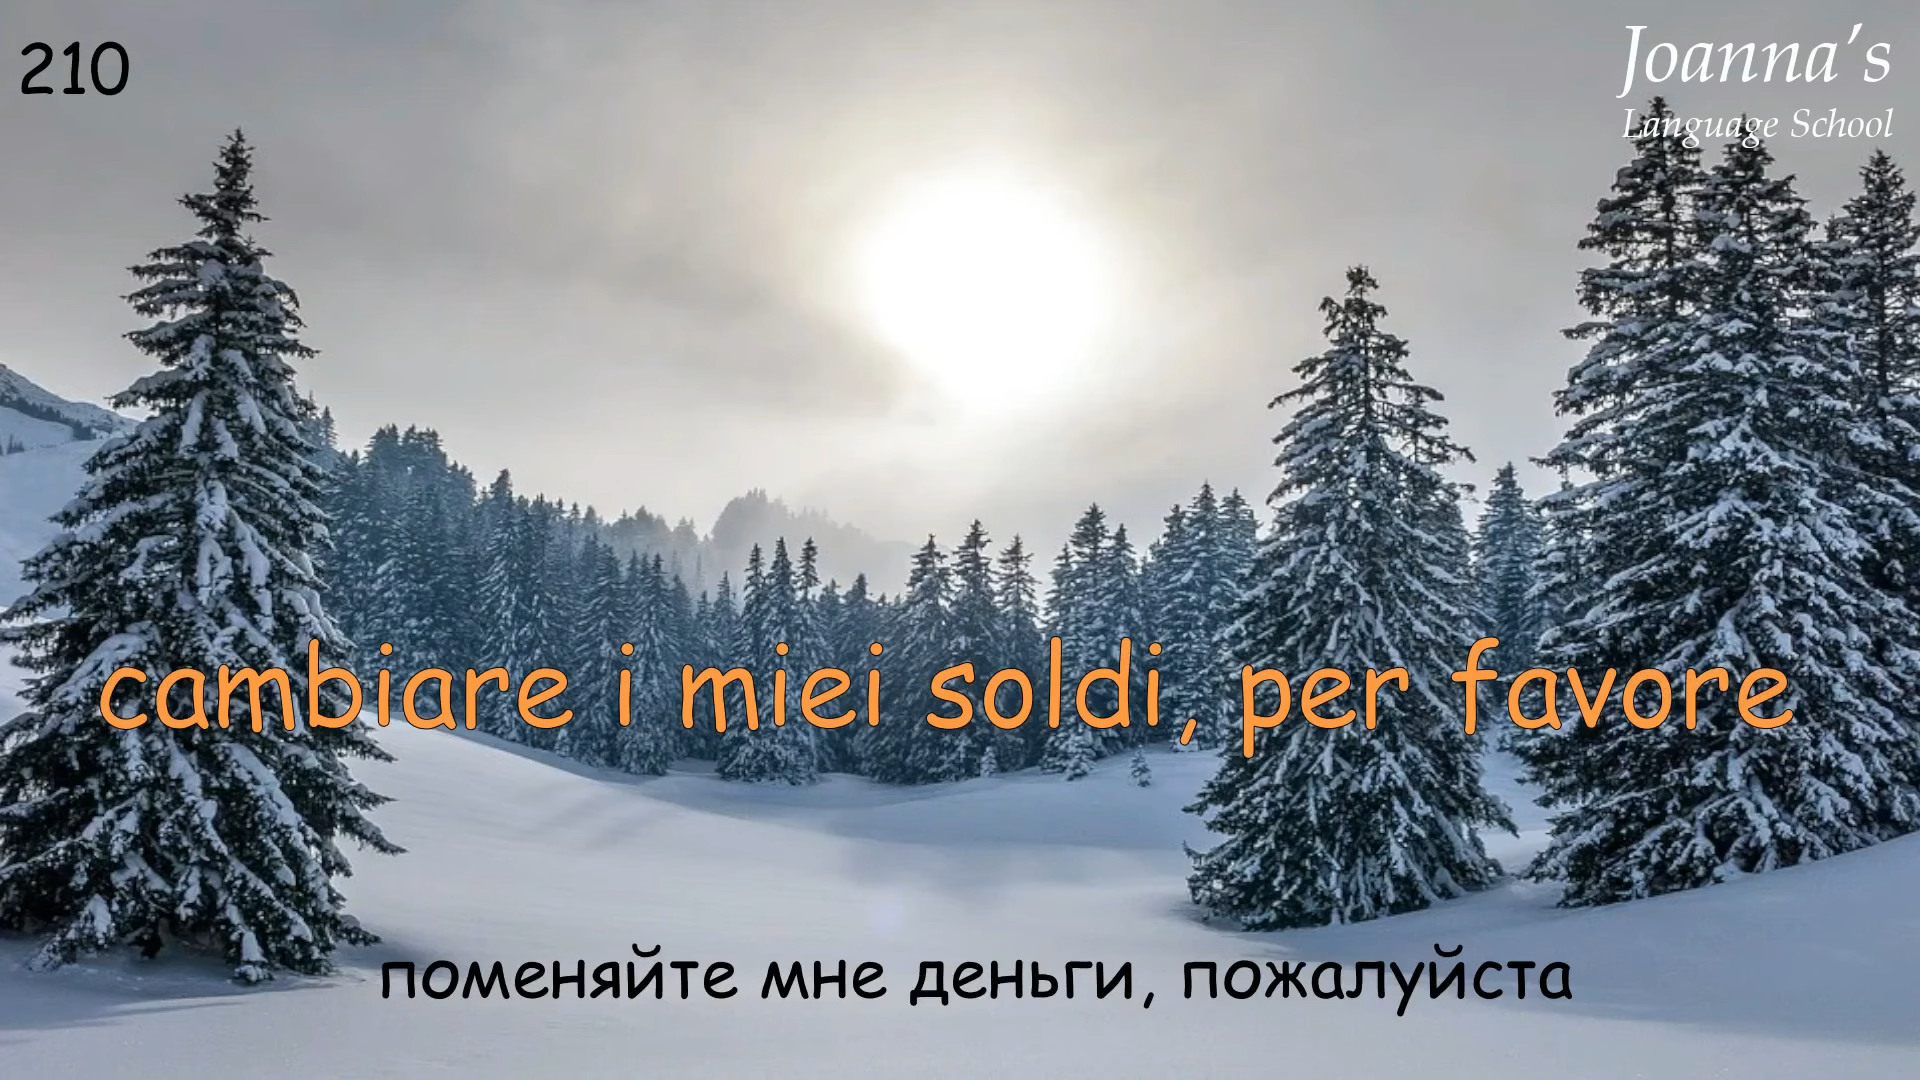 210
Joanna's
Language School
cambiare i miei soldi, per favore
поменяйте мне деньги, пожалуйста